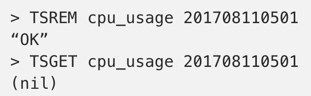 > TSREM cpu_usage 201708110501
“OK”
> TSGET cpu_usage 201708110501
(nil)